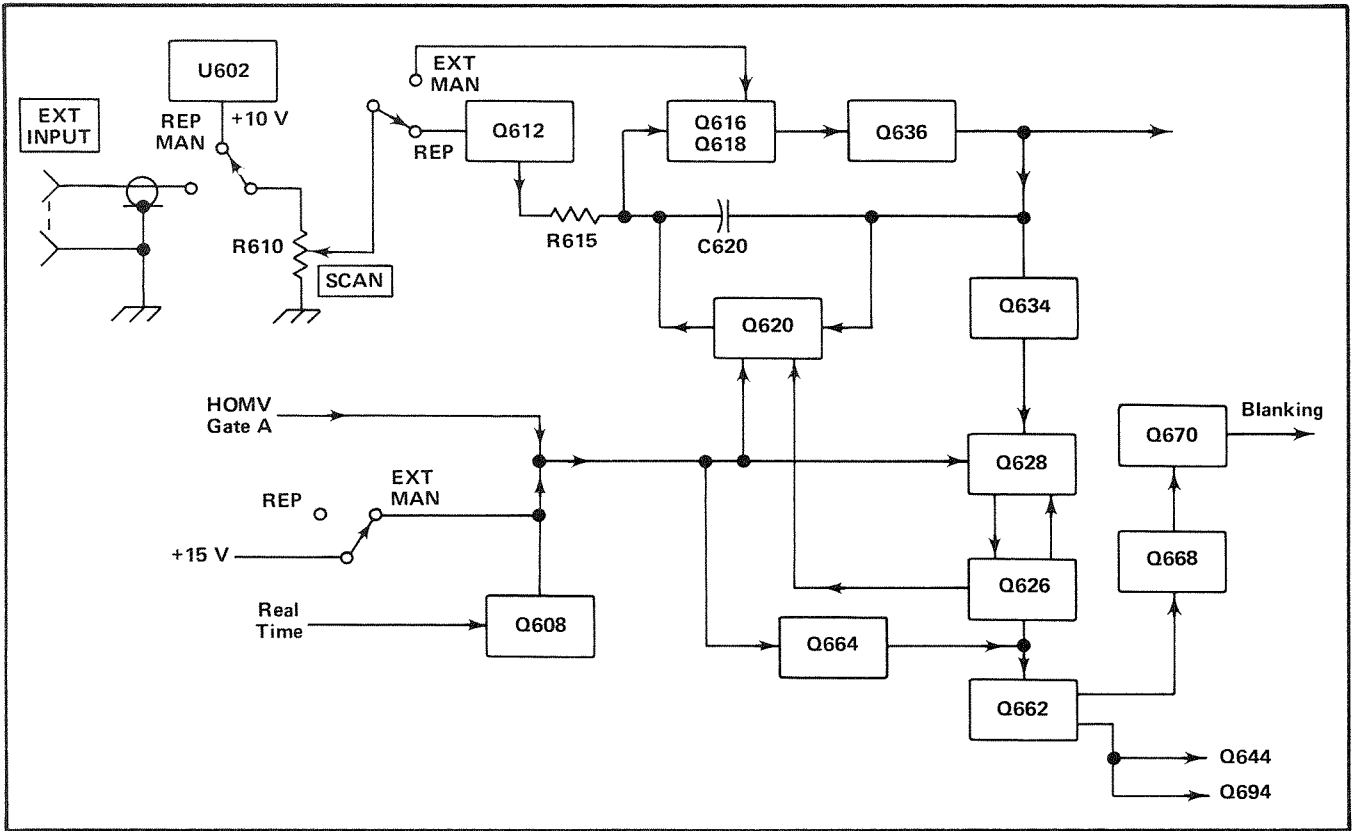 U602
EXT
INPUT
REP
MAN
+10 V
EXT
MAN
REP
Q612
Q616
Q618
Q636
R610
SCAN
R615
C620
Q620
Q634
HOMV
Gate A
REP
EXT
MAN
+15 V
Real
Time
Q608
Q664
Q628
Q626
Q662
Q670
Blanking
Q668
Q644
Q694